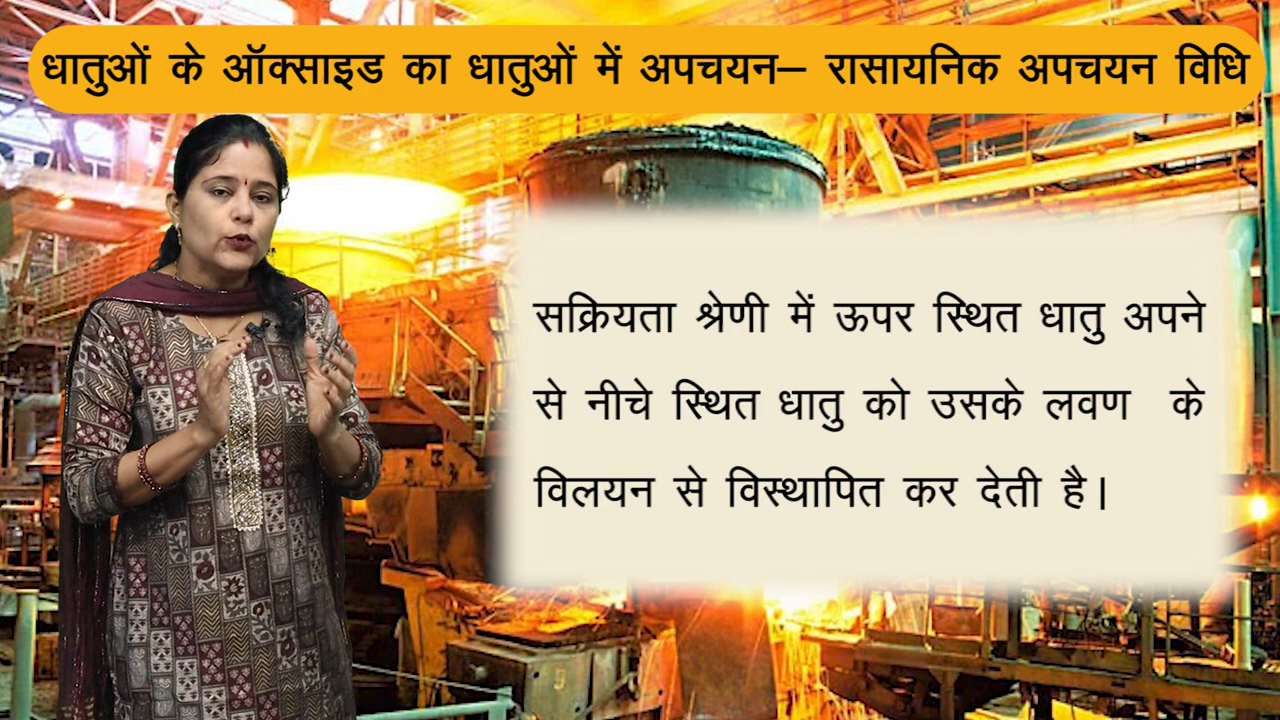 धातुओं के ऑक्साइड का धातुओं में अपचयन– रासायनिक अपचयन विधि
सक्रियता श्रेणी में ऊपर स्थित धातु अपने
से नीचे स्थित धातु को उसके लवण के
विलयन से विस्थापित कर देती है।